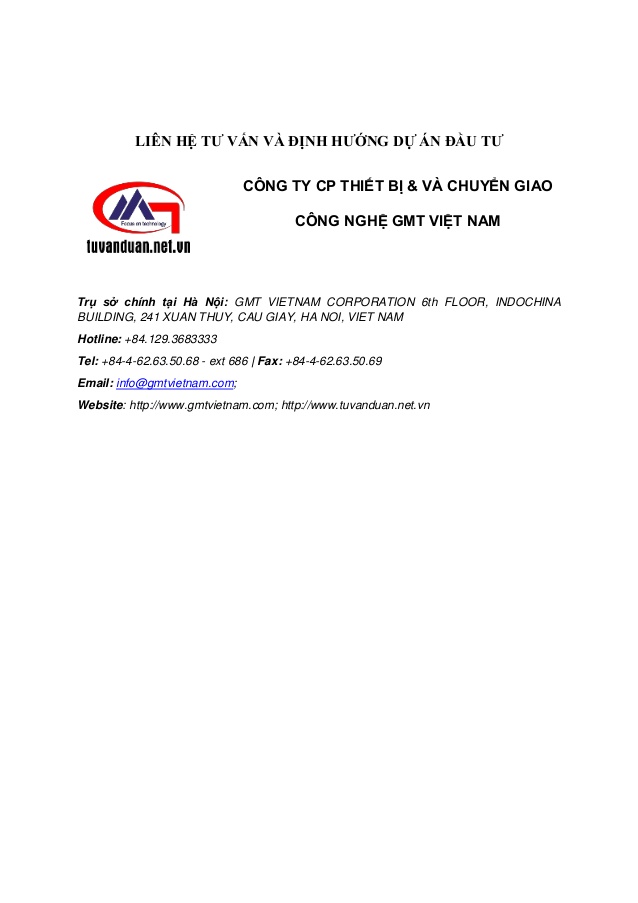 LIÊN HỆ TƯ VẤN VÀ ĐỊNH HƯỚNG DỰ ÁN ĐẦU TƯ
CÔNG TY CP THIẾT BỊ & VÀ CHUYỂN GIAO
CÔNG NGHỆ GMT VIỆT NAM
Focus on technology
tuvanduan.net.vn
Trụ sở chính tại Hà Nội: GMT VIETNAM CORPORATION 6th FLOOR, INDOCHINA
BUILDING, 241 XUAN THUY, CAU GIAY, HA NOI, VIET NAM
Hotline: +84.129.3683333
Tel: +84-4-62.63.50.68 - ext 686 | Fax: +84-4-62.63.50.69
Email: info@gmtvietnam.com;
Website: http://www.gmtvietnam.com; http://www.tuvanduan.net.vn